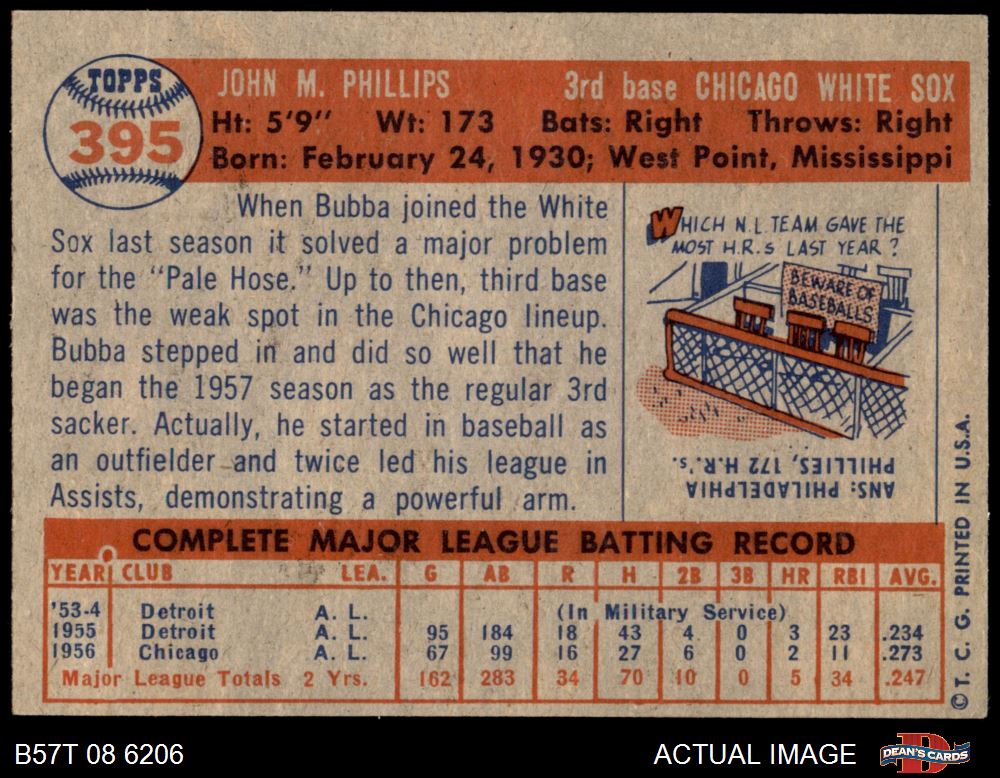 TOPPS
395
JOHN M. PHILLIPS 3rd base CHICAGO WHITE SOX
Ht: 5'9" Wt: 173 Bats: Right Throws: Right
Born: February 24, 1930; West Point, Mississippi
When Bubba joined the White
Sox last season it solved a major problem
for the "Pale Hose." Up to then, third base
was the weak spot in the Chicago lineup.
Bubba stepped in and did so well that he
began the 1957 season as the regular 3rd
sacker. Actually, he started in baseball as
an outfielder and twice led his league in
Assists, demonstrating a powerful arm.
WHICH N.L. TEAM GAVE THE
MOST H.R.s LAST YEAR?
BEWARE OF
BASEBALLS
ANS: PHILADELPHIA
PHILLIES, 172 H.R.'s.
COMPLETE MAJOR LEAGUE BATTING RECORD
YEAR CLUB LEA. G AB R H 2B 3B HR RBI AVG.
'53-4 Detroit A. L. (In Military Service)
1955 Detroit A. L. 95 184 18 43 4 0 3 23 .234
1956 Chicago A. L. 67 99 16 27 6 0 2 11 .273
Major League Totals 2 Yrs. 162 283 34 70 10 0 5 34 .247
© T. C. G. PRINTED IN U.S.A.
B57T 08 6206
ACTUAL IMAGE
DEAN'S CARDS